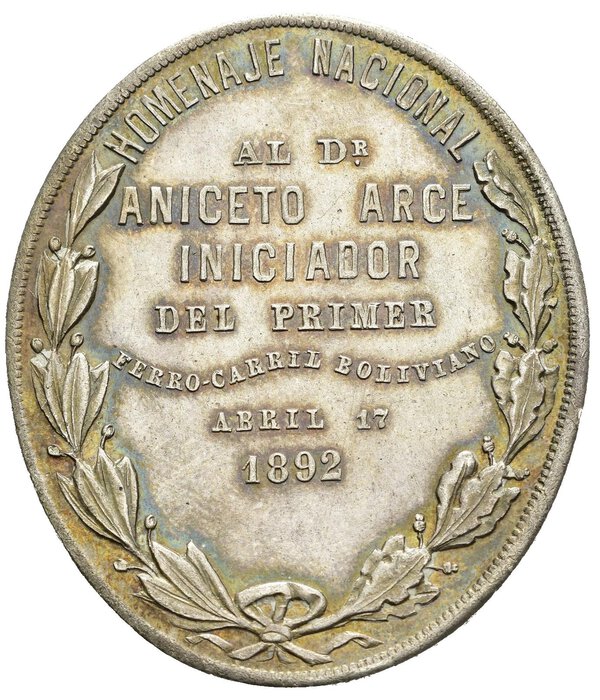 HOMENAJE NACIONAL
AL DR.
ANICETO ARCE
INICIADOR
DEL PRIMER
FERRO-CARRIL BOLIVIANO
ABRIL 17
1892